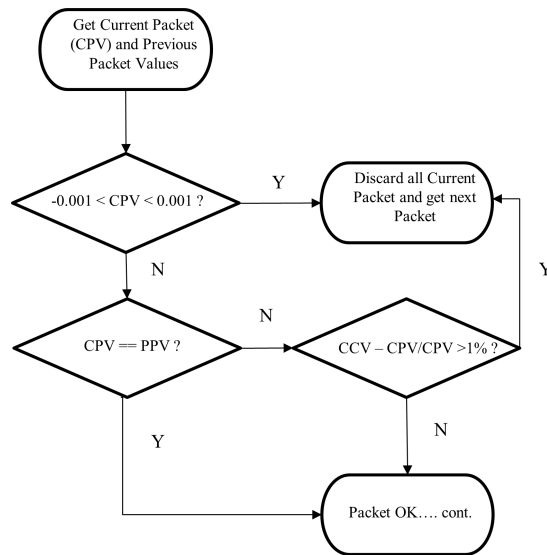 Get Current Packet
(CPV) and Previous
Packet Values
-0.001 < CPV < 0.001 ?
Y
Discard all Current
Packet and get next
Packet
N
Y
CPV == PPV ?
N
CCV – CPV/CPV >1% ?
Y
N
Packet OK…. cont.